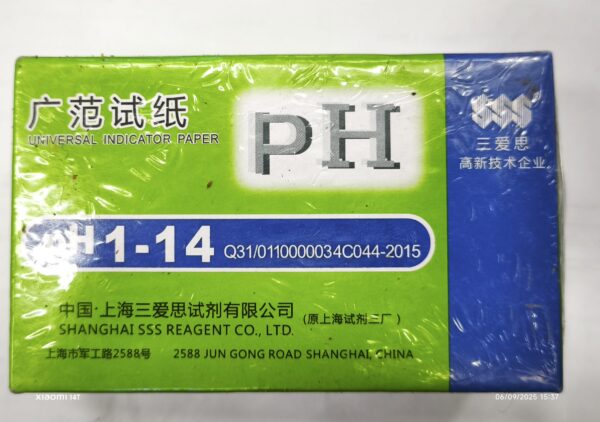 广范试纸
UNIVERSAL INDICATOR PAPER
PH
SSS
三爱思
高新技术企业
pH1-14 Q31/0110000034C044-2015
中国·上海三爱思试剂有限公司(原上海试剂三厂)
SHANGHAI SSS REAGENT CO., LTD.
上海市军工路2588号 2588 JUN GONG ROAD SHANGHAI, CHINA
Xiaomi 14T
06/09/2025 15:37